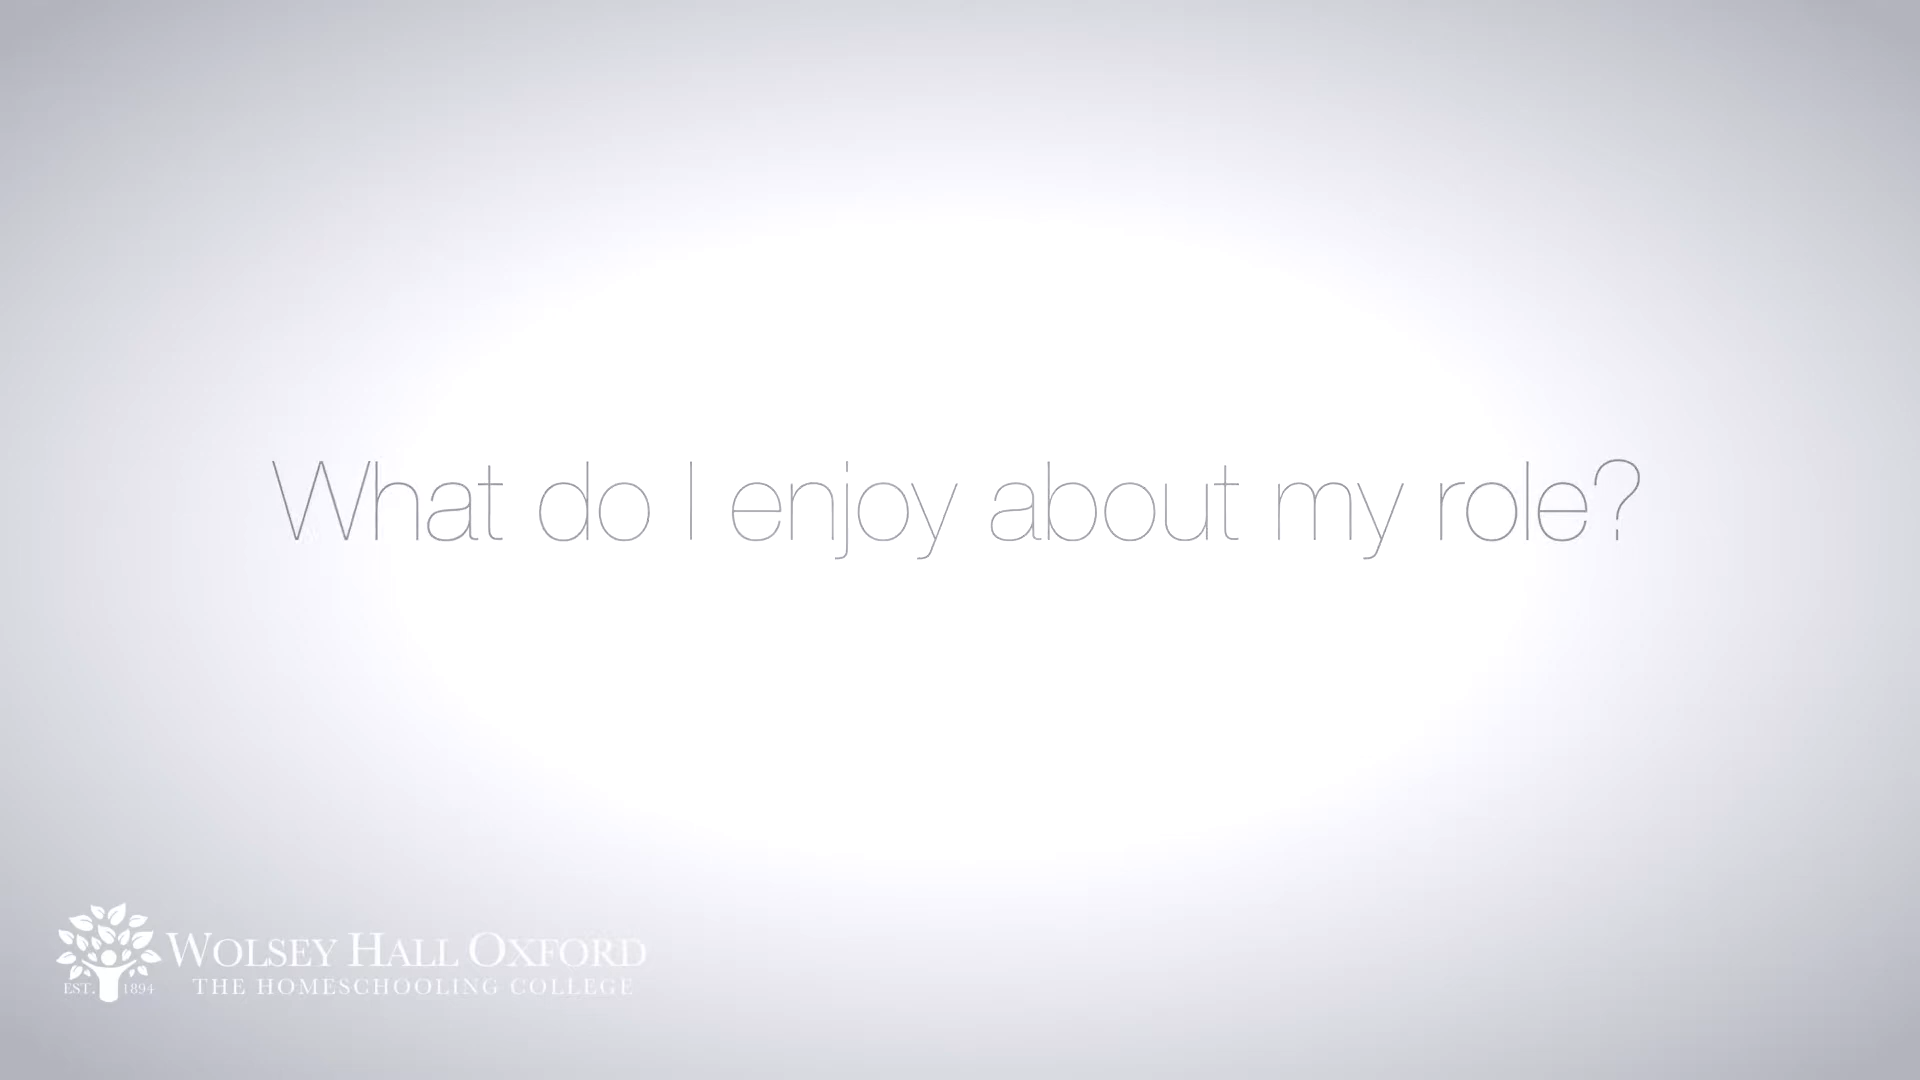 What do I enjoy about my role?
WOLSEY HALL OXFORD
EST. 1894
THE HOMESCHOOLING COLLEGE